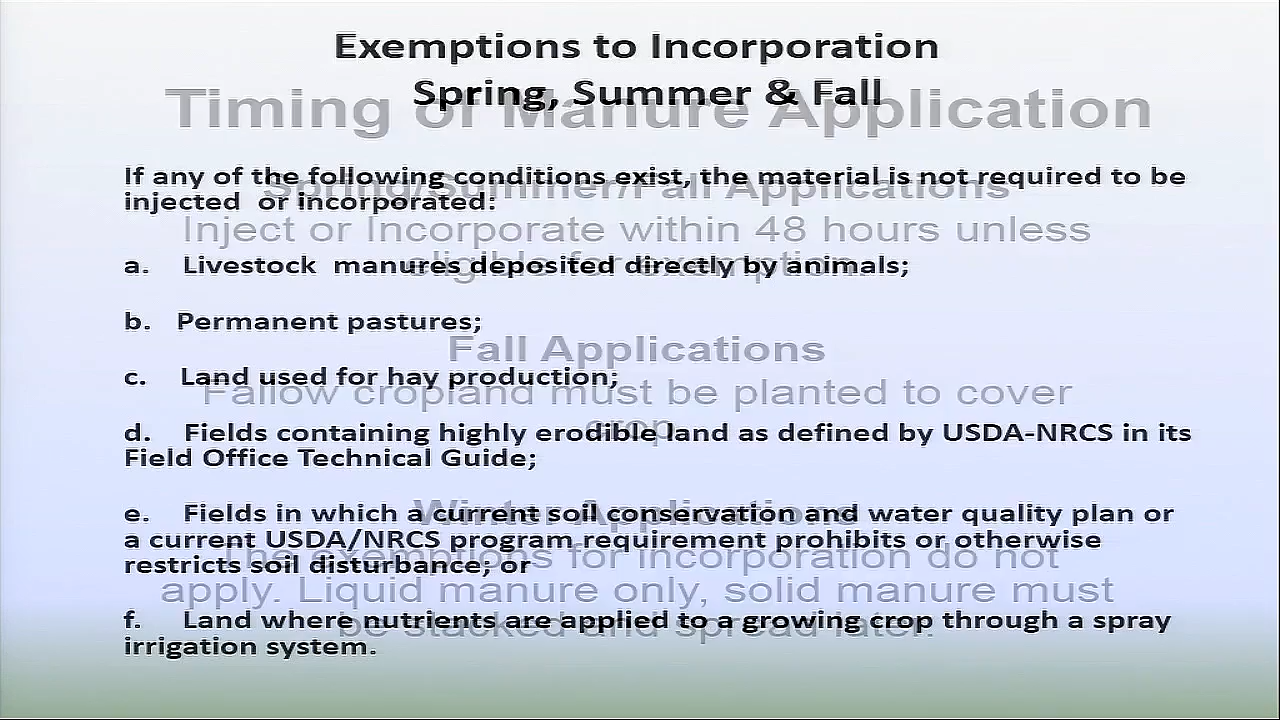 Exemptions to Incorporation
Spring, Summer & Fall
If any of the following conditions exist, the material is not required to be
injected or incorporated:
a. Livestock manures deposited directly by animals;
b. Permanent pastures;
c. Land used for hay production;
d. Fields containing highly erodible land as defined by USDA-NRCS in its
Field Office Technical Guide;
e. Fields in which a current soil conservation and water quality plan or
a current USDA/NRCS program requirement prohibits or otherwise
restricts soil disturbance; or
f. Land where nutrients are applied to a growing crop through a spray
irrigation system.
Timing of Manure Application
Spring/Summer/Fall Applications
Inject or Incorporate within 48 hours unless
eligible for exemption.
Fall Applications
Fallow cropland must be planted to cover
crop.
Winter Applications
The exemptions for incorporation do not
apply. Liquid manure only, solid manure must
be stacked and spread later.